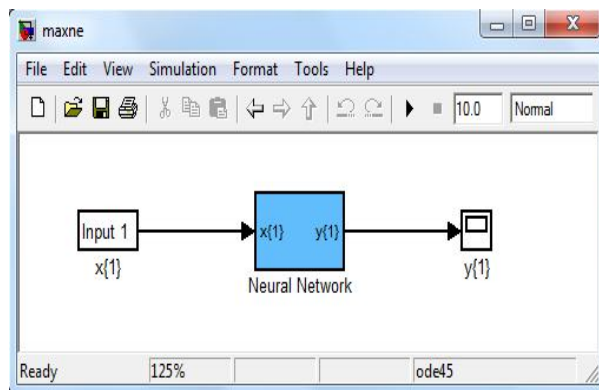 maxne
File Edit View Simulation Format Tools Help
10.0 Normal
Input 1
x{1}
x{1} y{1}
Neural Network
y{1}
Ready 125% ode45